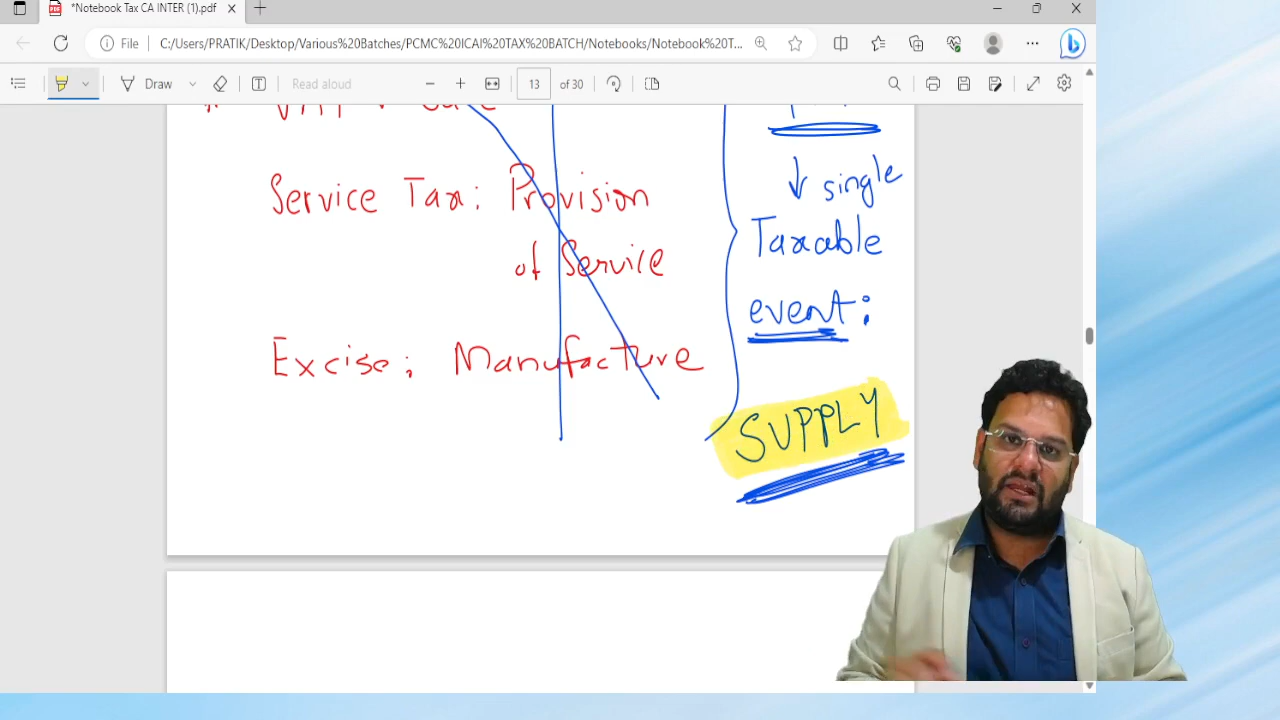 *Notebook Tax CA INTER (1).pdf
File
C:/Users/PRATIK/Desktop/Various%20Batches/PCMC%20ICAI%20TAX%20BATCH/Notebooks/Notebook%20T...
Draw
Read aloud
13 of 30
Service Tax: Provision
of Service
Excise: Manufacture
single
Taxable
event:
SUPPLY